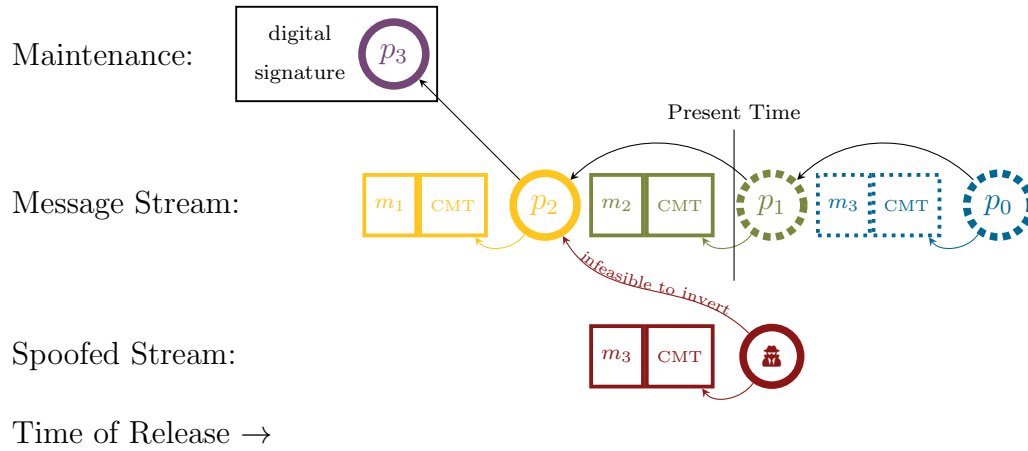 Maintenance:
digital
signature
p₃
Present Time
Message Stream:
m₁ CMT p₂ m₂ CMT p₁ m₃ CMT p₀
infeasible to invert
Spoofed Stream:
m₃ CMT
Time of Release →